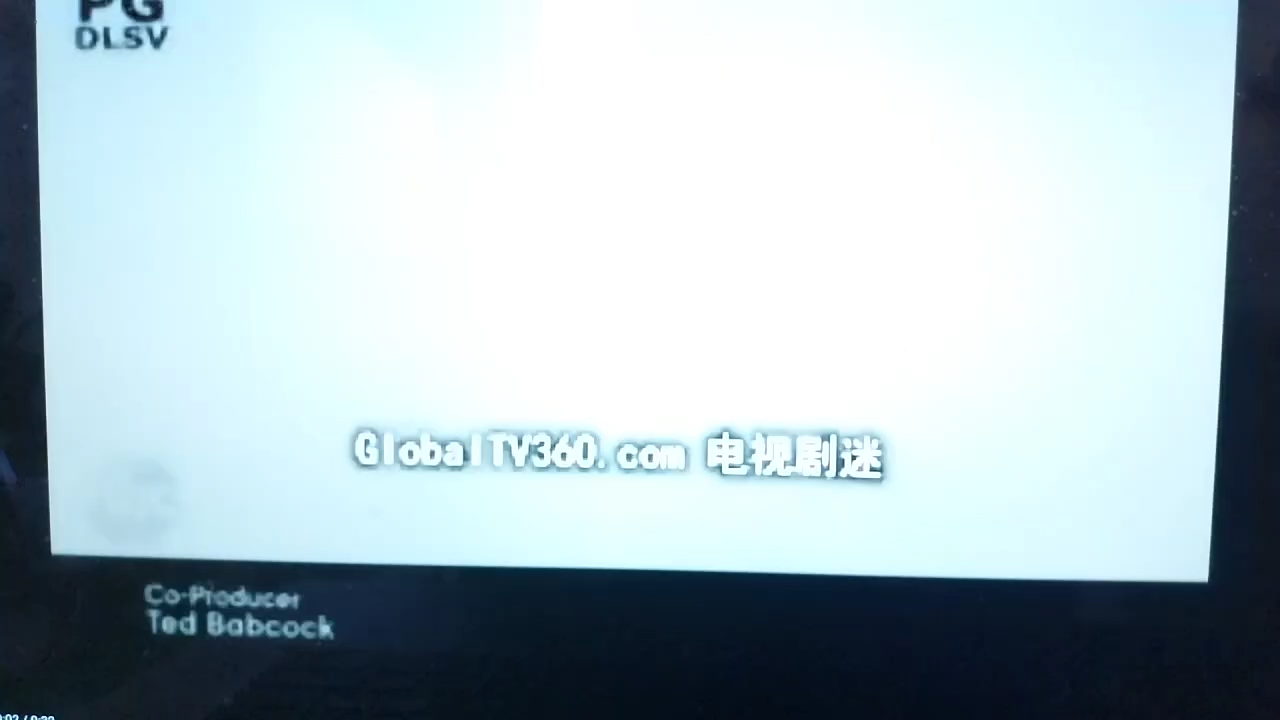 PG
DLSV
GlobalTV360.com 电视剧迷
Co-Producer
Ted Babcock